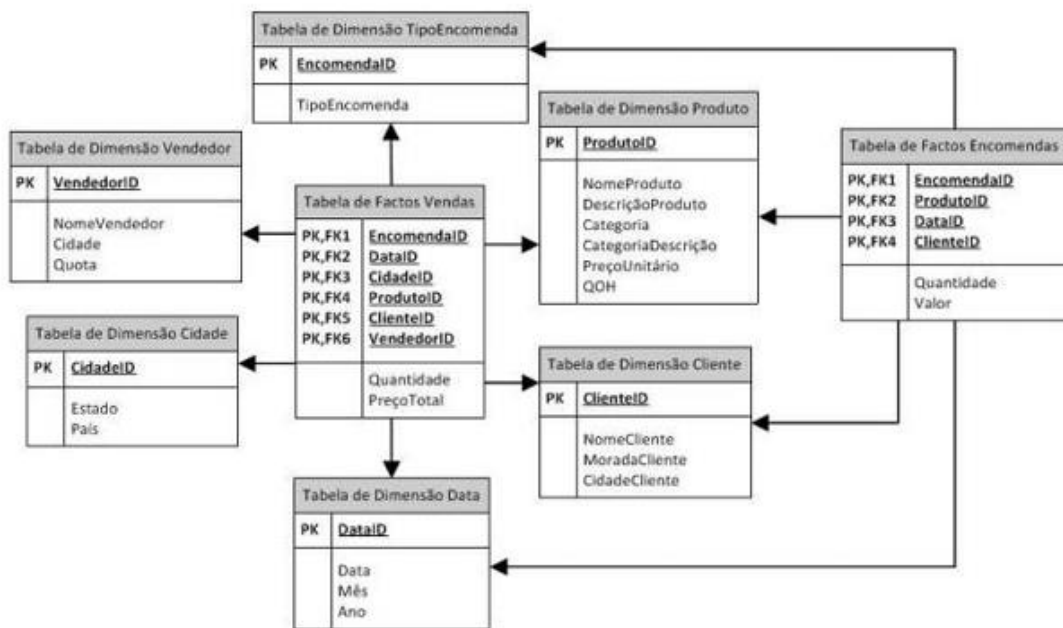 Tabela de Dimensão TipoEncomenda
PK EncomendaID
TipoEncomenda
Tabela de Dimensão Vendedor
PK VendedorID
NomeVendedor
Cidade
Quota
Tabela de Dimensão Cidade
PK CidadeID
Estado
País
Tabela de Factos Vendas
PK,FK1 EncomendaID
PK,FK2 DataID
PK,FK3 CidadeID
PK,FK4 ProdutoID
PK,FK5 ClienteID
PK,FK6 VendedorID
Quantidade
PreçoTotal
Tabela de Dimensão Data
PK DataID
Data
Mês
Ano
Tabela de Dimensão Produto
PK ProdutoID
NomeProduto
DescriçãoProduto
Categoria
CategoriaDescrição
PreçoUnitário
QOH
Tabela de Dimensão Cliente
PK ClienteID
NomeCliente
MoradaCliente
CidadeCliente
Tabela de Factos Encomendas
PK,FK1 EncomendaID
PK,FK2 ProdutoID
PK,FK3 DataID
PK,FK4 ClienteID
Quantidade
Valor